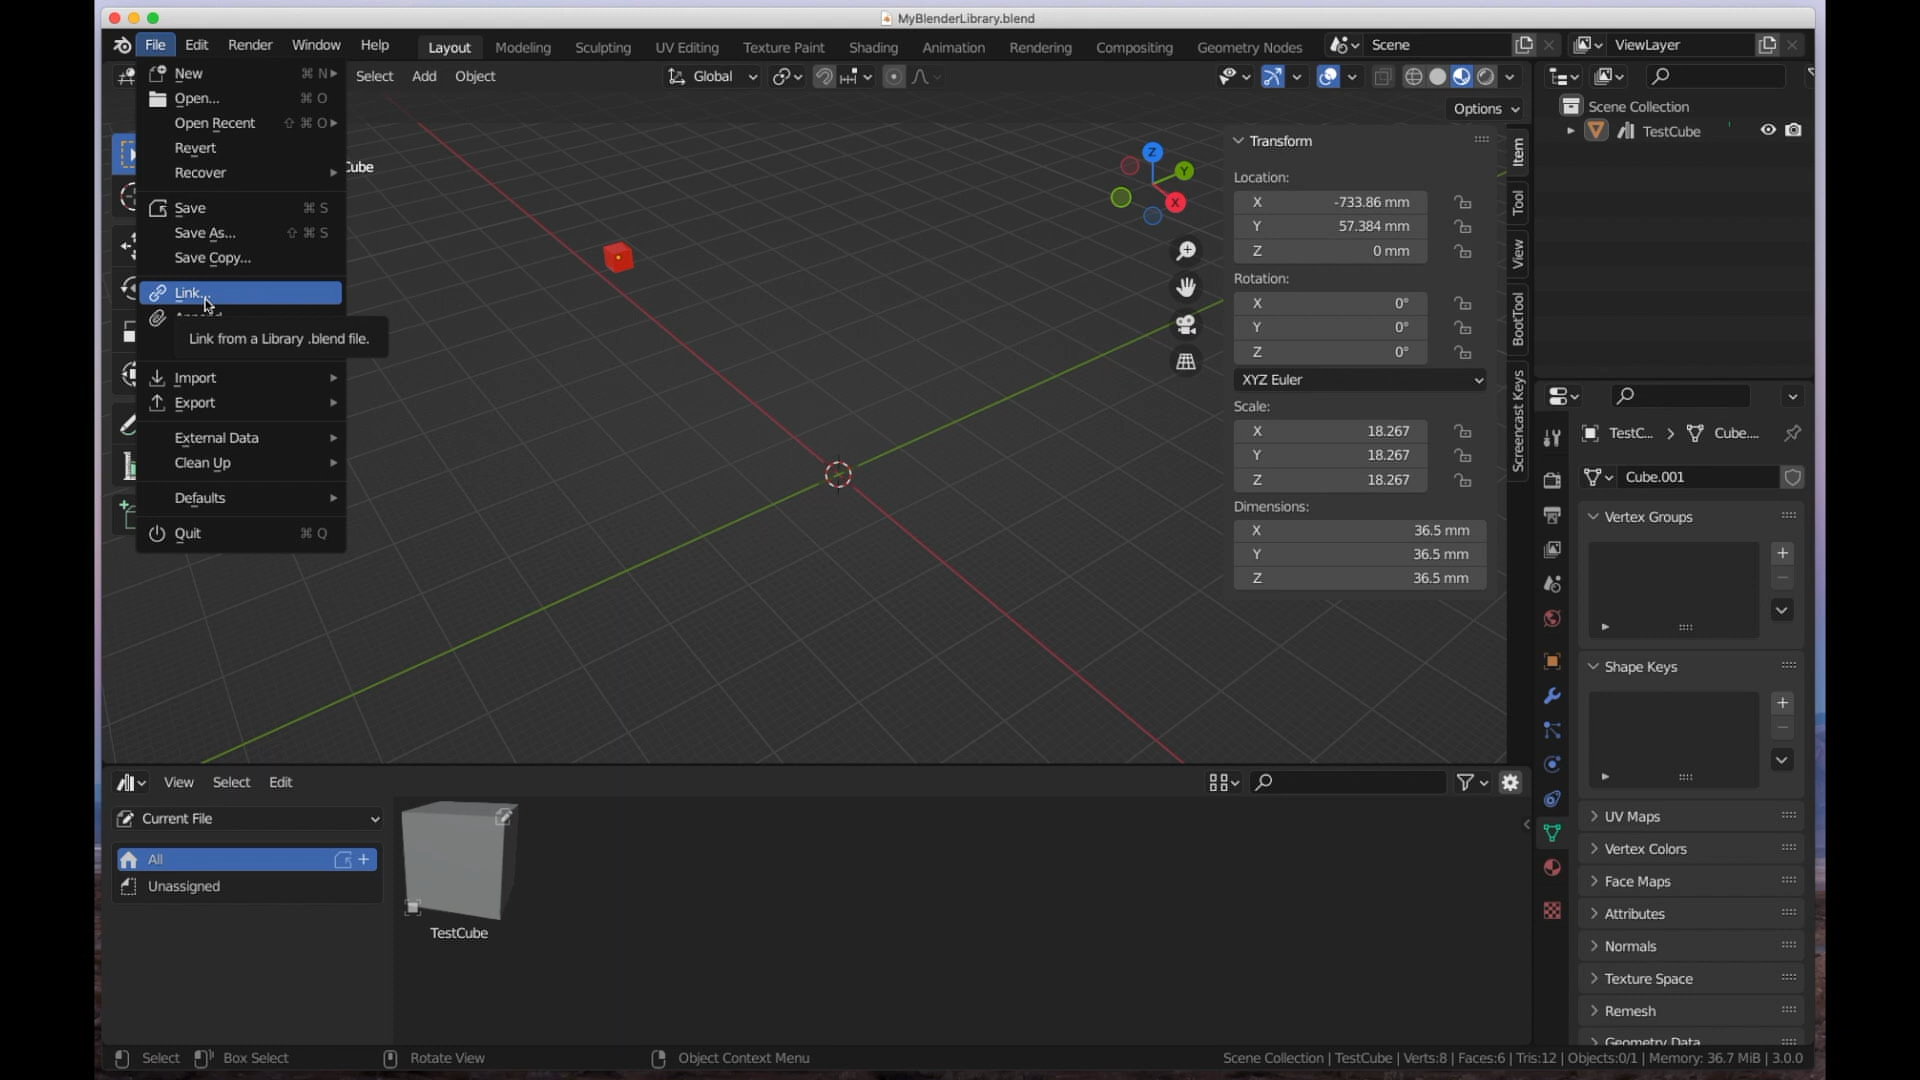 MyBlenderLibrary.blend
File Edit Render Window Help Layout Modeling Sculpting UV Editing Texture Paint Shading Animation Rendering Compositing Geometry Nodes Scene ViewLayer
Select Add Object Global
Options
New ⌘ N
Open... ⌘ O
Open Recent ⇧ ⌘ O
Revert
Recover
Save ⌘ S
Save As... ⇧ ⌘ S
Save Copy...
Link...
Link from a Library .blend file.
Import
Export
External Data
Clean Up
Defaults
Quit ⌘ Q
Cube
Z
Y
X
Transform
Location:
X -733.86 mm
Y 57.384 mm
Z 0 mm
Rotation:
X 0°
Y 0°
Z 0°
XYZ Euler
Scale:
X 18.267
Y 18.267
Z 18.267
Dimensions:
X 36.5 mm
Y 36.5 mm
Z 36.5 mm
Item
Tool
View
BootTool
Screencast Keys
Scene Collection
TestCube
TestC... Cube....
Cube.001
Vertex Groups
Shape Keys
UV Maps
Vertex Colors
Face Maps
Attributes
Normals
Texture Space
Remesh
Geometry Data
View Select Edit
Current File
All
Unassigned
TestCube
Select Box Select Rotate View Object Context Menu
Scene Collection | TestCube | Verts:8 | Faces:6 | Tris:12 | Objects:0/1 | Memory: 36.7 MiB | 3.0.0